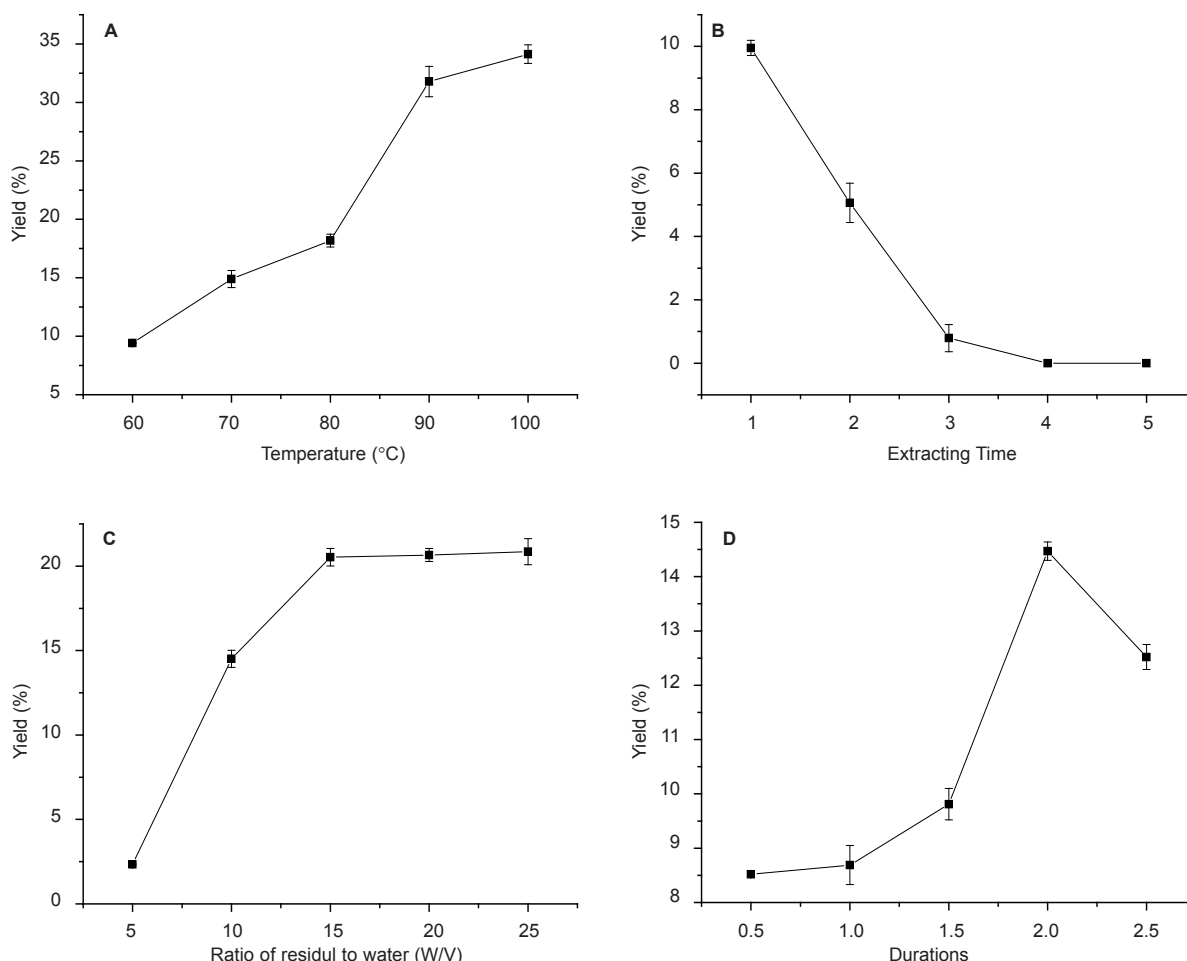 A
35
30
25
20
15
10
5
Yield (%)
60 70 80 90 100
Temperature (°C)
B
10
8
6
4
2
0
Yield (%)
1 2 3 4 5
Extracting Time
C
20
15
10
5
0
Yield (%)
5 10 15 20 25
Ratio of residul to water (W/V)
D
15
14
13
12
11
10
9
8
Yield (%)
0.5 1.0 1.5 2.0 2.5
Durations